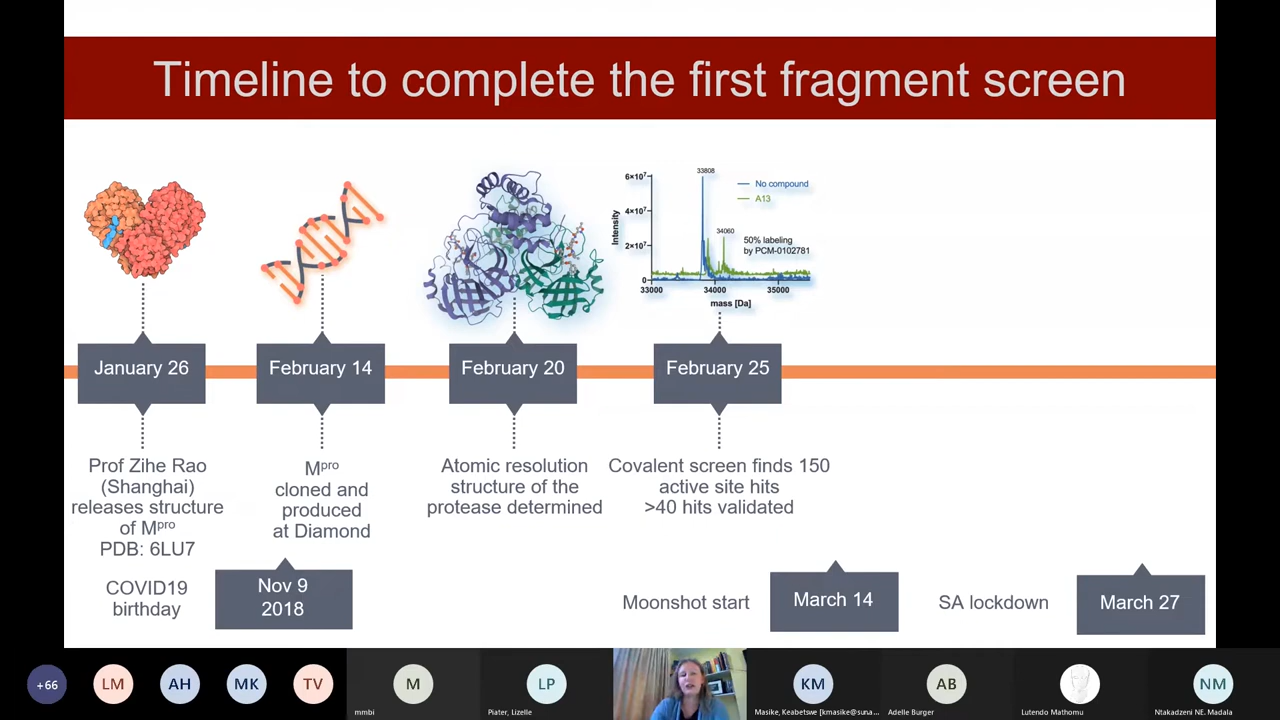 Timeline to complete the first fragment screen
33808
6×10⁷
4×10⁷
2×10⁷
0
Intensity
No compound
A13
34060
50% labeling
by PCM-0102781
33000
34000
35000
mass [Da]
January 26
February 14
February 20
February 25
Prof Zihe Rao
(Shanghai)
releases structure
of Mᵖʳᵒ
PDB: 6LU7
Mᵖʳᵒ
cloned and
produced
at Diamond
Atomic resolution
structure of the
protease determined
Covalent screen finds 150
active site hits
>40 hits validated
COVID19
birthday
Nov 9
2018
Moonshot start
March 14
SA lockdown
March 27
+66
LM
AH
MK
TV
M
mmbi
LP
Piater, Lizelle
KM
Masike, Keabetswe [kmasike@suna...
AB
Adelle Burger
Lutendo Mathomu
NM
Ntakadzeni NE. Madala